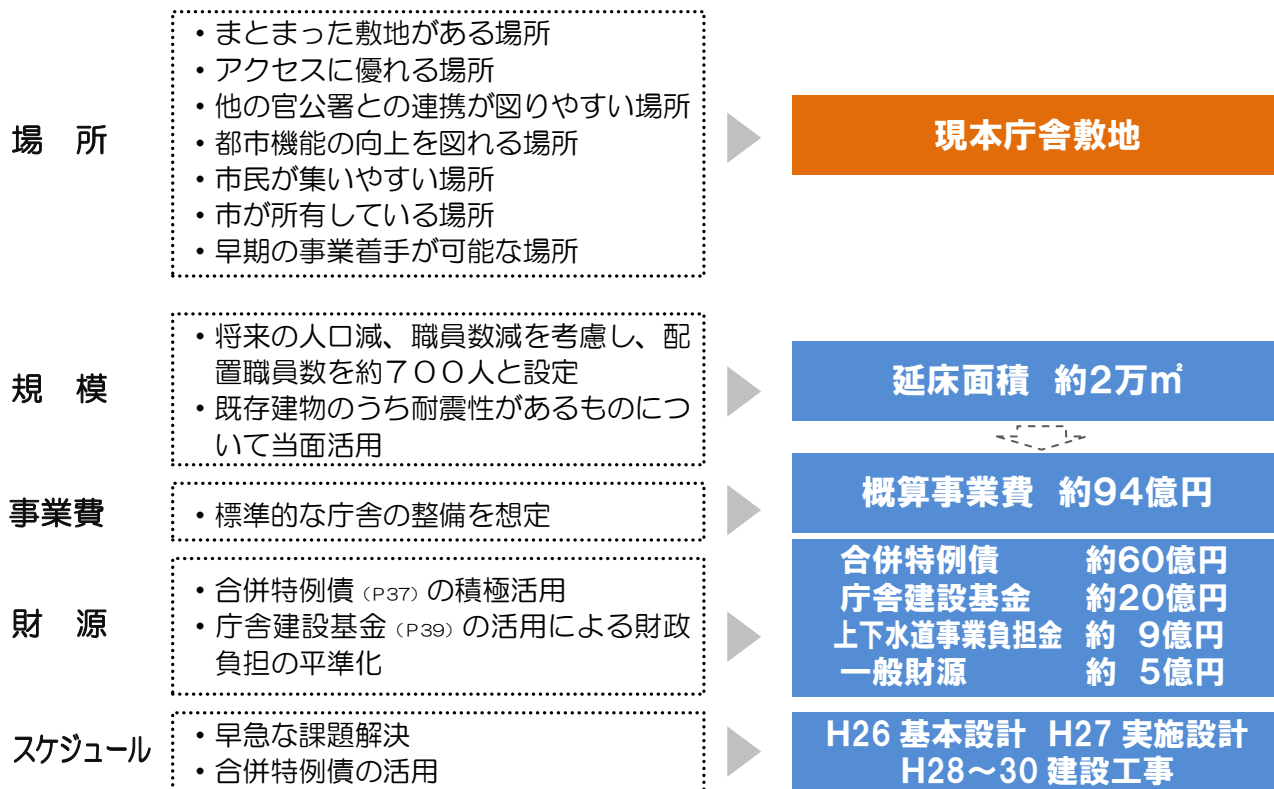 場　所
・まとまった敷地がある場所
・アクセスに優れる場所
・他の官公署との連携が図りやすい場所
・都市機能の向上を図れる場所
・市民が集いやすい場所
・市が所有している場所
・早期の事業着手が可能な場所
現本庁舎敷地
規　模
・将来の人口減、職員数減を考慮し、配
置職員数を約７００人と設定
・既存建物のうち耐震性があるものにつ
いて当面活用
延床面積　約2万㎡
事業費
・標準的な庁舎の整備を想定
概算事業費　約94億円
財　源
・合併特例債（P37）の積極活用
・庁舎建設基金（P39）の活用による財政
負担の平準化
合併特例債　約60億円
庁舎建設基金　約20億円
上下水道事業負担金　約　9億円
一般財源　約　5億円
スケジュール
・早急な課題解決
・合併特例債の活用
H26 基本設計　H27 実施設計
H28～30 建設工事